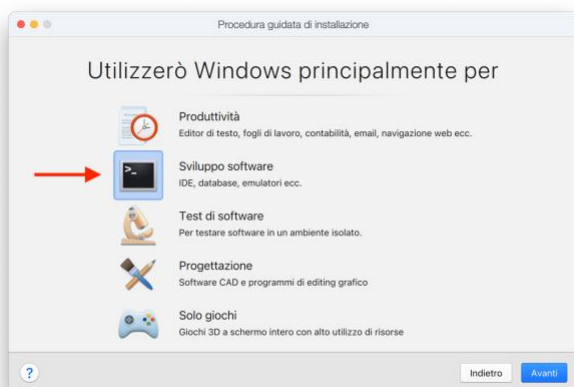 Procedura guidata di installazione
Utilizzerò Windows principalmente per
Produttività
Editor di testo, fogli di lavoro, contabilità, email, navigazione web ecc.
>_
Sviluppo software
IDE, database, emulatori ecc.
Test di software
Per testare software in un ambiente isolato.
Progettazione
Software CAD e programmi di editing grafico
Solo giochi
Giochi 3D a schermo intero con alto utilizzo di risorse
? Indietro Avanti